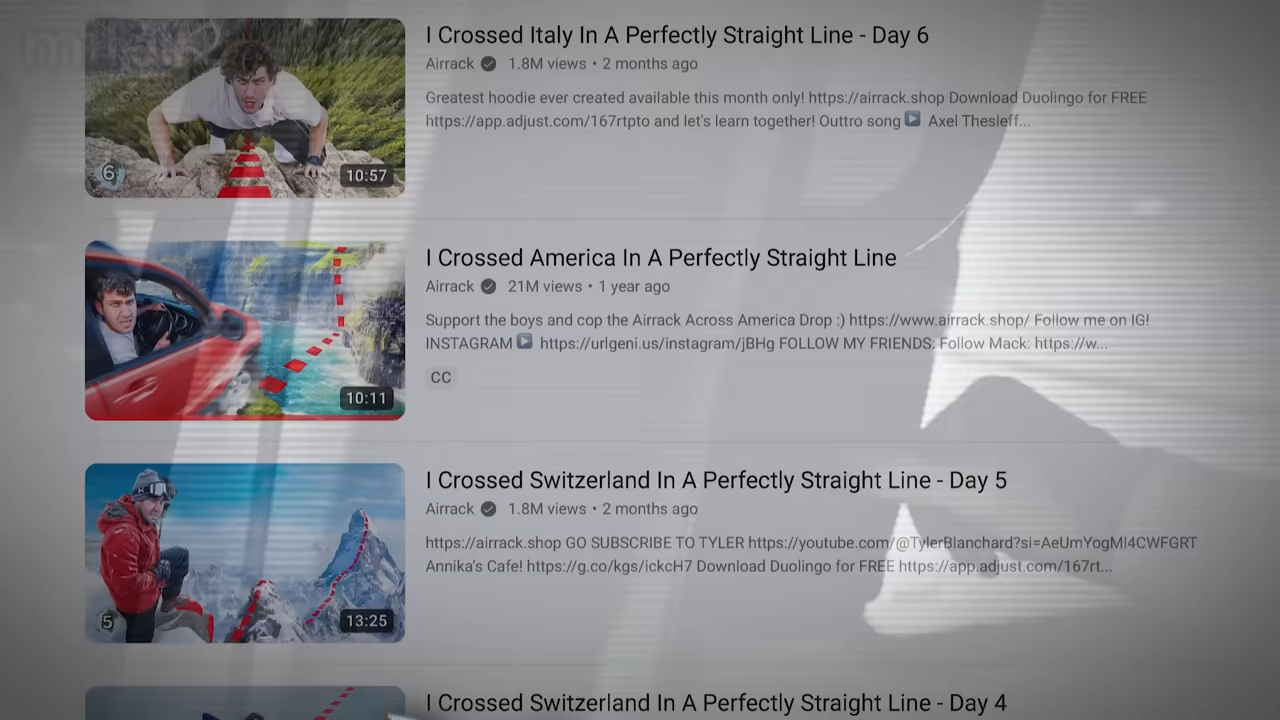 I Crossed Italy In A Perfectly Straight Line - Day 6
Airrack 1.8M views • 2 months ago
Greatest hoodie ever created available this month only! https://airrack.shop Download Duolingo for FREE
https://app.adjust.com/167rtpto and let's learn together! Outtro song ▶ Axel Thesleff...
6
10:57
I Crossed America In A Perfectly Straight Line
Airrack 21M views • 1 year ago
Support the boys and cop the Airrack Across America Drop :) https://www.airrack.shop/ Follow me on IG!
INSTAGRAM ▶ https://urlgeni.us/instagram/jBHg FOLLOW MY FRIENDS: Follow Mack: https://w...
CC
10:11
I Crossed Switzerland In A Perfectly Straight Line - Day 5
Airrack 1.8M views • 2 months ago
https://airrack.shop GO SUBSCRIBE TO TYLER https://youtube.com/@TylerBlanchard?si=AeUmYogMl4CWFGRT
Annika's Cafe! https://g.co/kgs/ickcH7 Download Duolingo for FREE https://app.adjust.com/167rt...
5
13:25
I Crossed Switzerland In A Perfectly Straight Line - Day 4